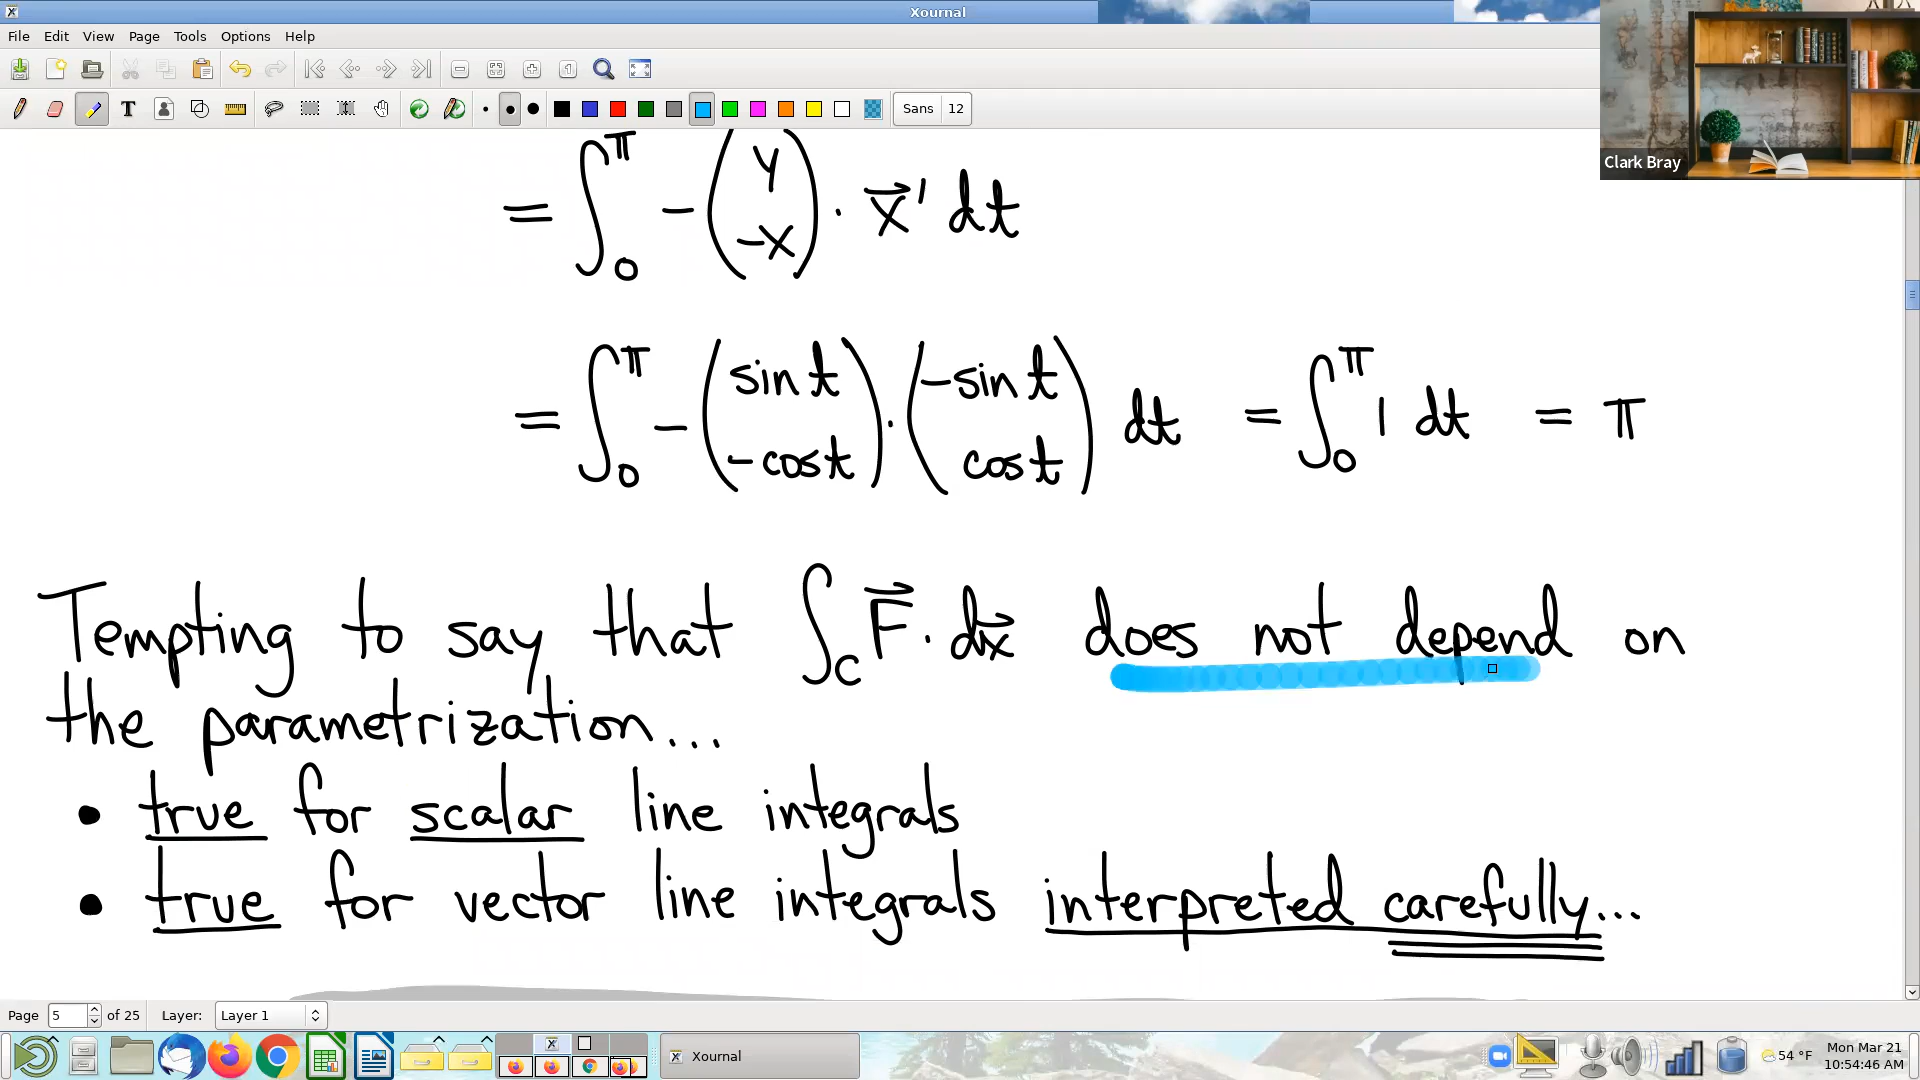 Xournal
File Edit View Page Tools Options Help
Sans 12
Clark Bray
= ∫₀^π -(y, -x) · x⃗' dt
= ∫₀^π -(sin t, -cos t) · (-sin t, cos t) dt = ∫₀^π 1 dt = π
Tempting to say that ∫_C F⃗ · dx⃗ does not depend on
the parametrization...
• true for scalar line integrals
• true for vector line integrals interpreted carefully...
Page 5 of 25 Layer: Layer 1
Xournal
54 °F
Mon Mar 21
10:54:46 AM